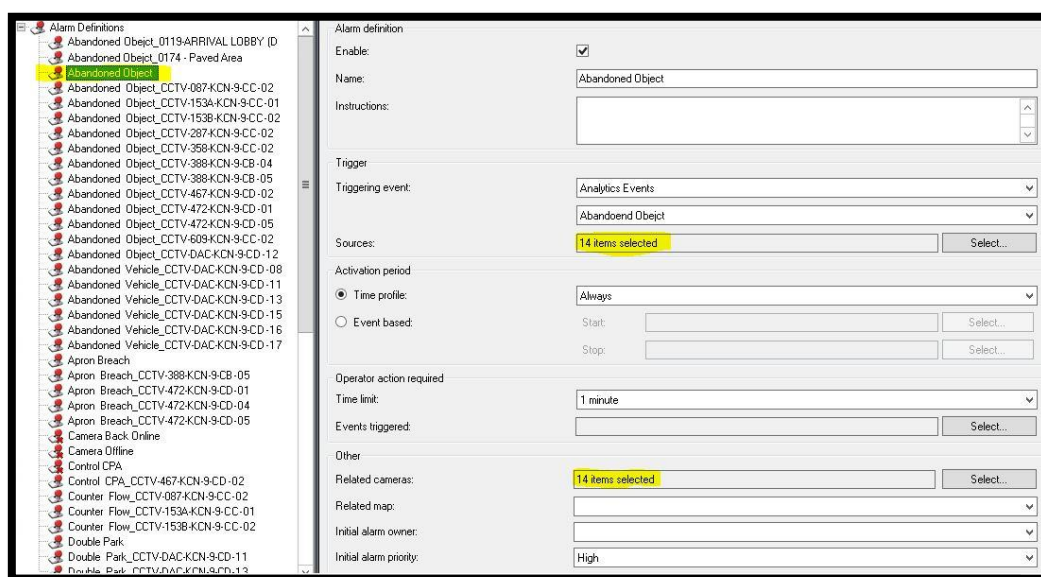 Alarm Definitions
Abandoned Obejct_0119-ARRIVAL LOBBY (D
Abandoned Obejct_0174 - Paved Area
Abandoned Object
Abandoned Object_CCTV-087-KCN-9-CC-02
Abandoned Object_CCTV-153A-KCN-9-CC-01
Abandoned Object_CCTV-153B-KCN-9-CC-02
Abandoned Object_CCTV-287-KCN-9-CC-02
Abandoned Object_CCTV-358-KCN-9-CC-02
Abandoned Object_CCTV-388-KCN-9-CB-04
Abandoned Object_CCTV-388-KCN-9-CB-05
Abandoned Object_CCTV-467-KCN-9-CD-02
Abandoned Object_CCTV-472-KCN-9-CD-01
Abandoned Object_CCTV-472-KCN-9-CD-05
Abandoned Object_CCTV-609-KCN-9-CC-02
Abandoned Object_CCTV-DAC-KCN-9-CD-12
Abandoned Vehicle_CCTV-DAC-KCN-9-CD-08
Abandoned Vehicle_CCTV-DAC-KCN-9-CD-11
Abandoned Vehicle_CCTV-DAC-KCN-9-CD-13
Abandoned Vehicle_CCTV-DAC-KCN-9-CD-15
Abandoned Vehicle_CCTV-DAC-KCN-9-CD-16
Abandoned Vehicle_CCTV-DAC-KCN-9-CD-17
Apron Breach
Apron Breach_CCTV-388-KCN-9-CB-05
Apron Breach_CCTV-472-KCN-9-CD-01
Apron Breach_CCTV-472-KCN-9-CD-04
Apron Breach_CCTV-472-KCN-9-CD-05
Camera Back Online
Camera Offline
Control CPA
Control CPA_CCTV-467-KCN-9-CD-02
Counter Flow_CCTV-087-KCN-9-CC-02
Counter Flow_CCTV-153A-KCN-9-CC-01
Counter Flow_CCTV-153B-KCN-9-CC-02
Double Park
Double Park_CCTV-DAC-KCN-9-CD-11
Double Park_CCTV-DAC-KCN-9-CD-13
Alarm definition
Enable:
Name: Abandoned Object
Instructions:
Trigger
Triggering event: Analytics Events
Abandoend Obejct
Sources: 14 items selected Select...
Activation period
Time profile: Always
Event based: Start: Select...
Stop: Select...
Operator action required
Time limit: 1 minute
Events triggered: Select...
Other
Related cameras: 14 items selected Select...
Related map:
Initial alarm owner:
Initial alarm priority: High